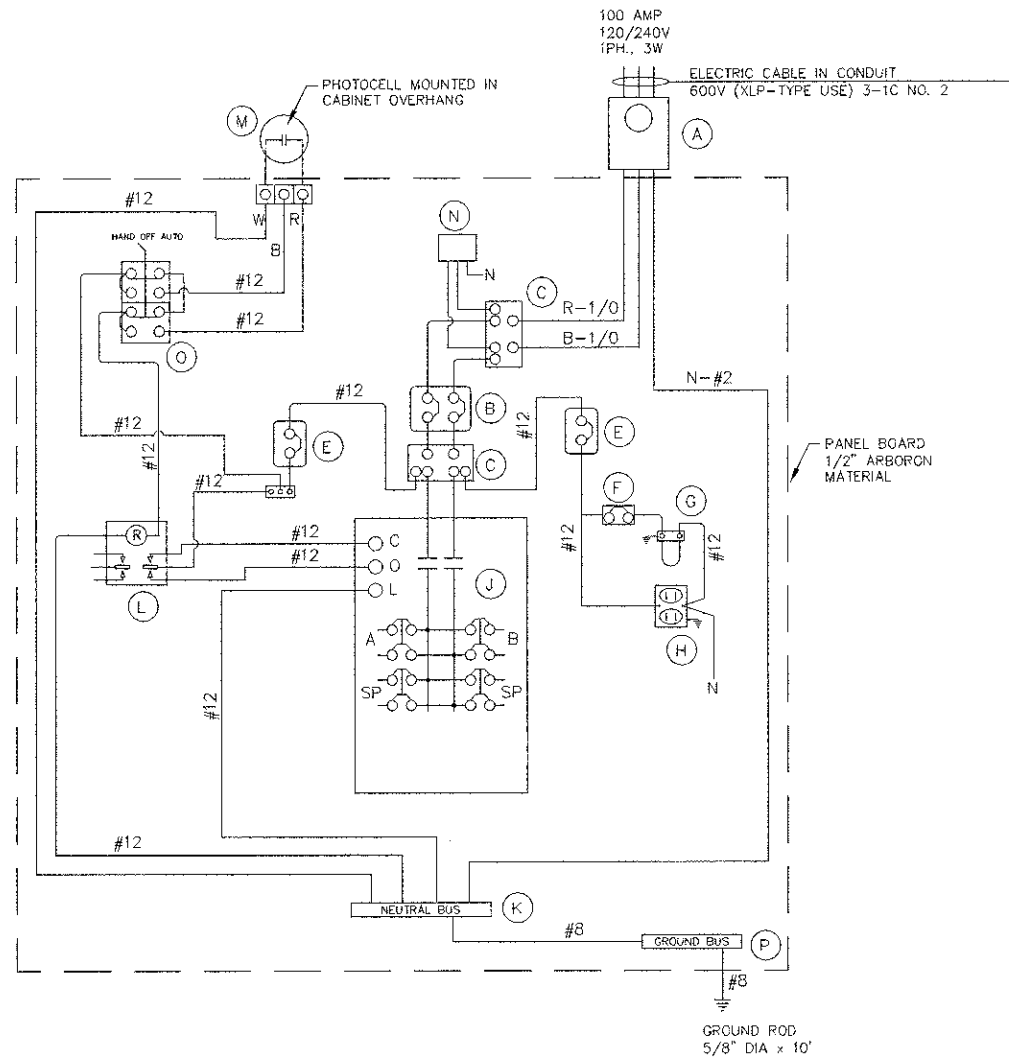 100 AMP
120/240V
1PH., 3W
ELECTRIC CABLE IN CONDUIT
600V (XLP-TYPE USE) 3-1C NO. 2
A
PHOTOCELL MOUNTED IN
CABINET OVERHANG
M
#12
W
R
B
HAND OFF AUTO
#12
#12
O
N
N
C
R-1/0
B-1/0
N-#2
B
#12
E
C
#12
E
PANEL BOARD
1/2" ARBORON
MATERIAL
#12
#12
#12
F
G
#12
#12
R
L
C
O
L
#12
#12
J
H
N
A
B
SP
SP
#12
#12
NEUTRAL BUS
K
#8
GROUND BUS
P
#8
GROUND ROD
5/8" DIA x 10'